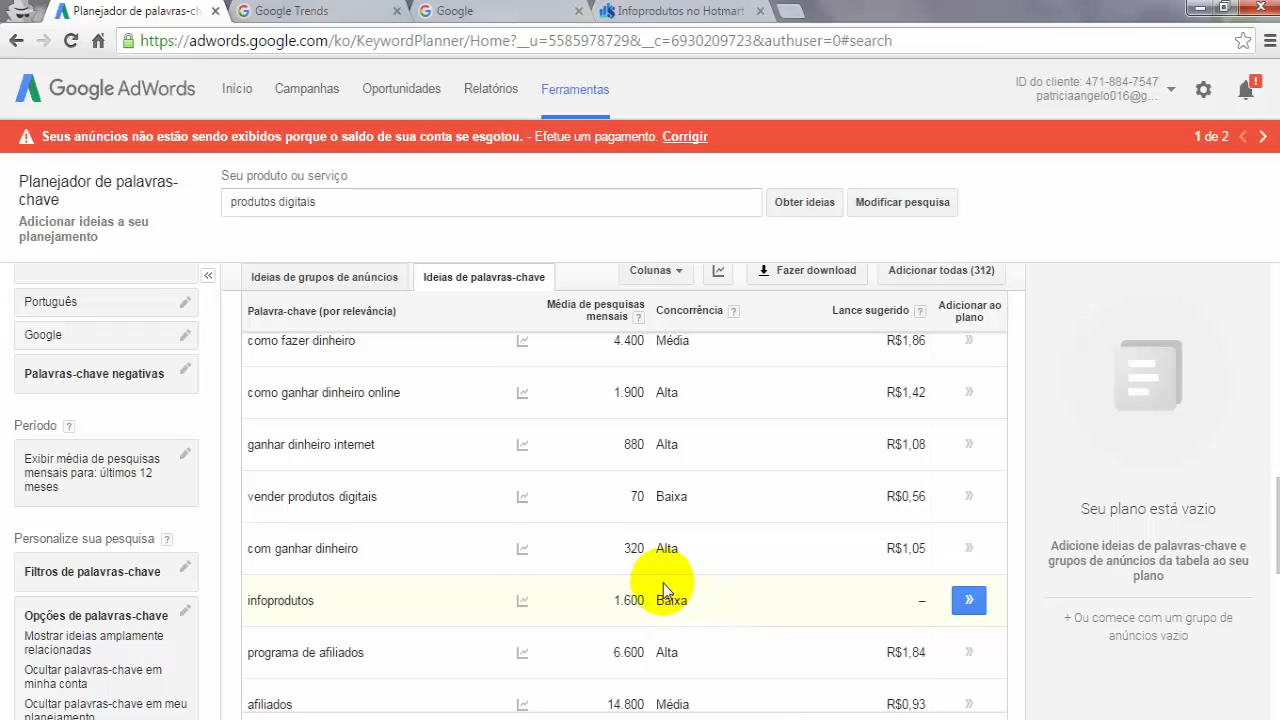 Planejador de palavras-ch
Google Trends
Google
Infoprodutos no Hotmart
https://adwords.google.com/ko/KeywordPlanner/Home?__u=5585978729&__c=6930209723&authuser=0#search
Google AdWords
Início
Campanhas
Oportunidades
Relatórios
Ferramentas
ID do cliente: 471-884-7547
patriciaangelo016@g...
!
Seus anúncios não estão sendo exibidos porque o saldo de sua conta se esgotou. - Efetue um pagamento. Corrigir
1 de 2
Planejador de palavras-
chave
Adicionar ideias a seu
planejamento
Seu produto ou serviço
produtos digitais
Obter ideias
Modificar pesquisa
Português
Google
Palavras-chave negativas
Período ?
Exibir média de pesquisas
mensais para: últimos 12
meses
Personalize sua pesquisa ?
Filtros de palavras-chave
Opções de palavras-chave
Mostrar ideias amplamente
relacionadas
Ocultar palavras-chave em
minha conta
Ocultar palavras-chave em meu
planejamento
Ideias de grupos de anúncios
Ideias de palavras-chave
Colunas
Fazer download
Adicionar todas (312)
Palavra-chave (por relevância)
Média de pesquisas
mensais ?
Concorrência ?
Lance sugerido ?
Adicionar ao
plano
como fazer dinheiro 4.400 Média R$1,86 »
como ganhar dinheiro online 1.900 Alta R$1,42 »
ganhar dinheiro internet 880 Alta R$1,08 »
vender produtos digitais 70 Baixa R$0,56 »
com ganhar dinheiro 320 Alta R$1,05 »
infoprodutos 1.600 Baixa – »
programa de afiliados 6.600 Alta R$1,84 »
afiliados 14.800 Média R$0,93 »
Seu plano está vazio
Adicione ideias de palavras-chave e
grupos de anúncios da tabela ao seu
plano
+ Ou comece com um grupo de
anúncios vazio